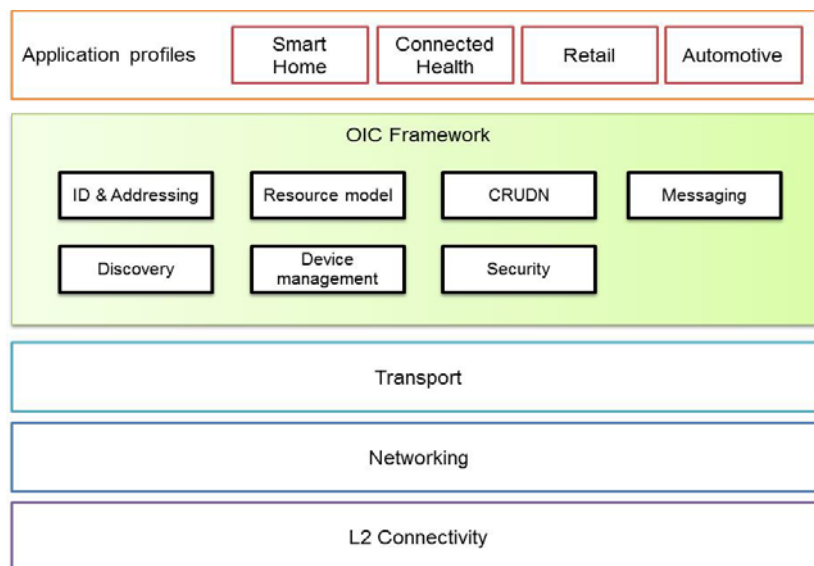 Application profiles
Smart
Home
Connected
Health
Retail
Automotive
OIC Framework
ID & Addressing
Resource model
CRUDN
Messaging
Discovery
Device
management
Security
Transport
Networking
L2 Connectivity